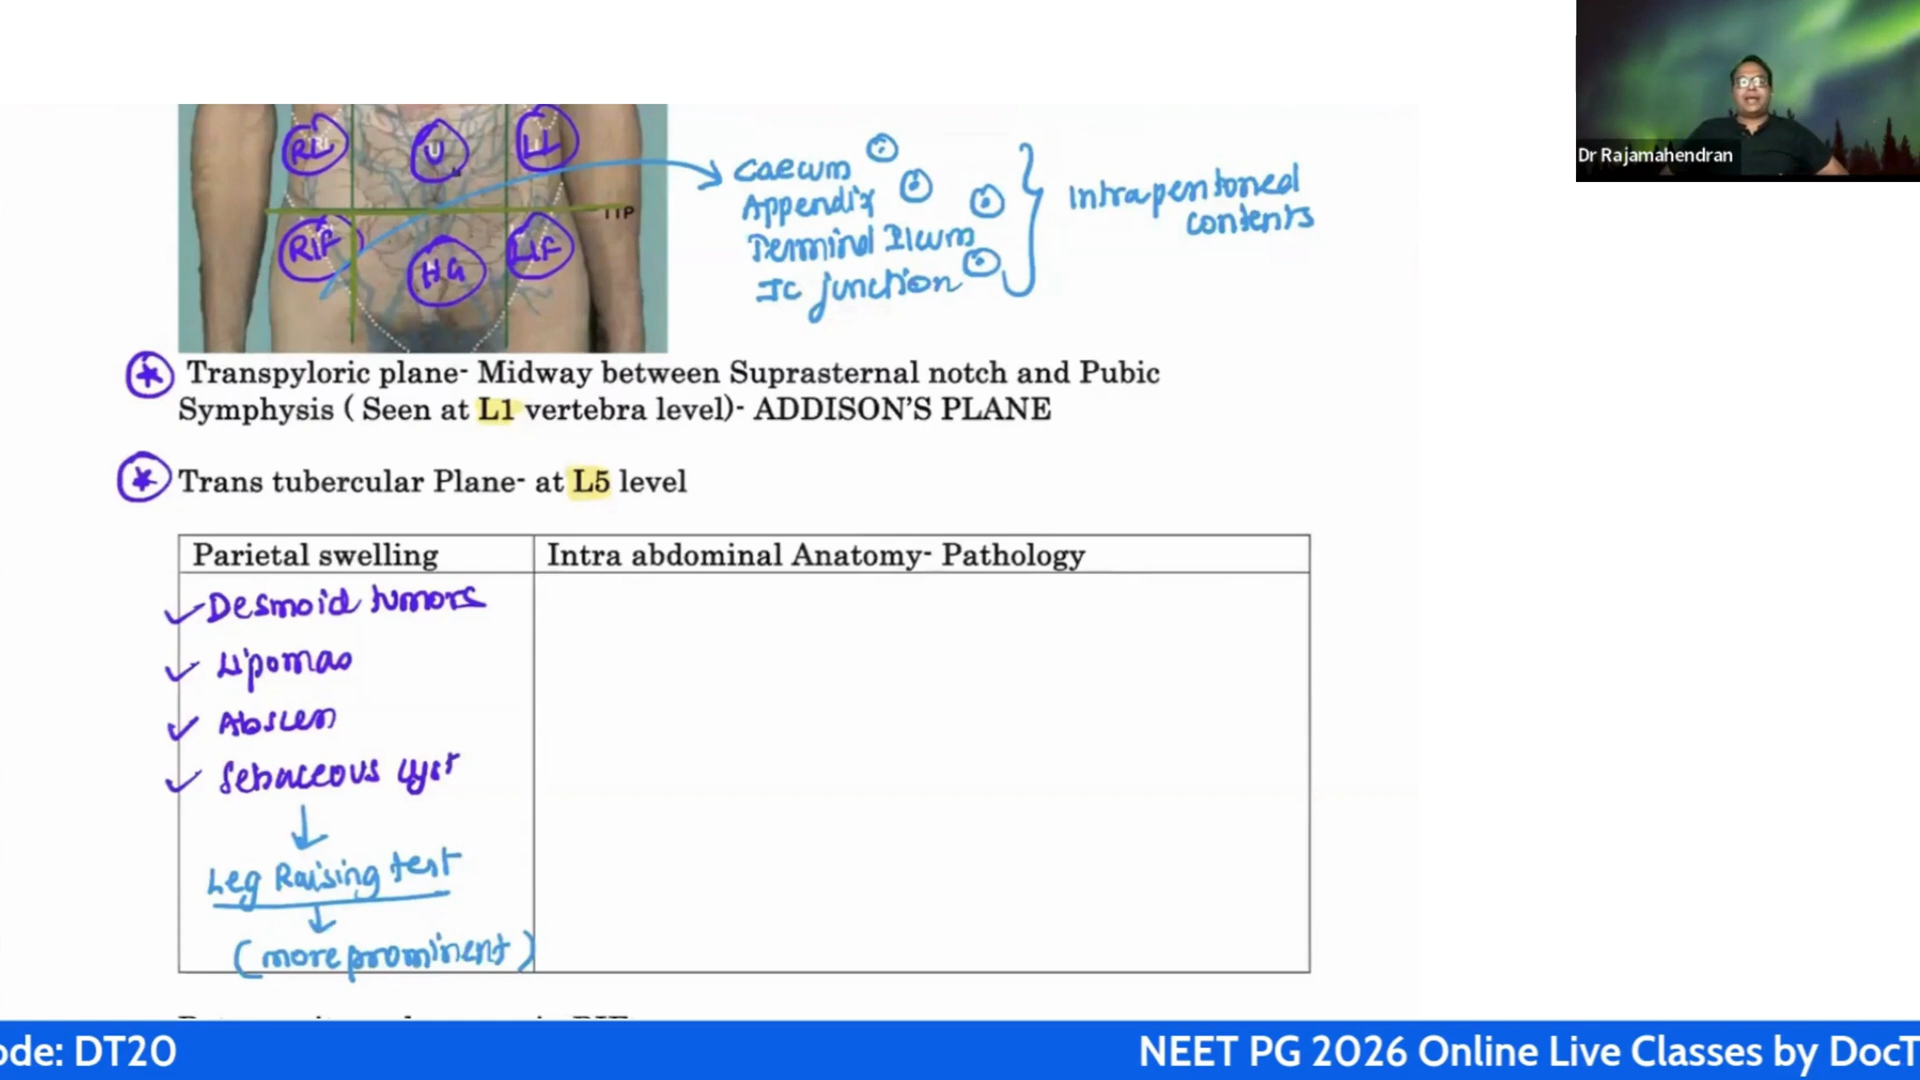 Dr Rajamahendran
RL
U
LL
TTP
RIF
HG
LIF
Caecum
Appendix
Terminal Ileum
IC junction
Intraperitoneal
contents
Transpyloric plane- Midway between Suprasternal notch and Pubic
Symphysis ( Seen at L1 vertebra level)- ADDISON'S PLANE
Trans tubercular Plane- at L5 level
Parietal swelling
Intra abdominal Anatomy- Pathology
Desmoid tumors
Lipomas
Abscess
Sebaceous cyst
Leg Raising test
(more prominent)
ode: DT20
NEET PG 2026 Online Live Classes by DocT